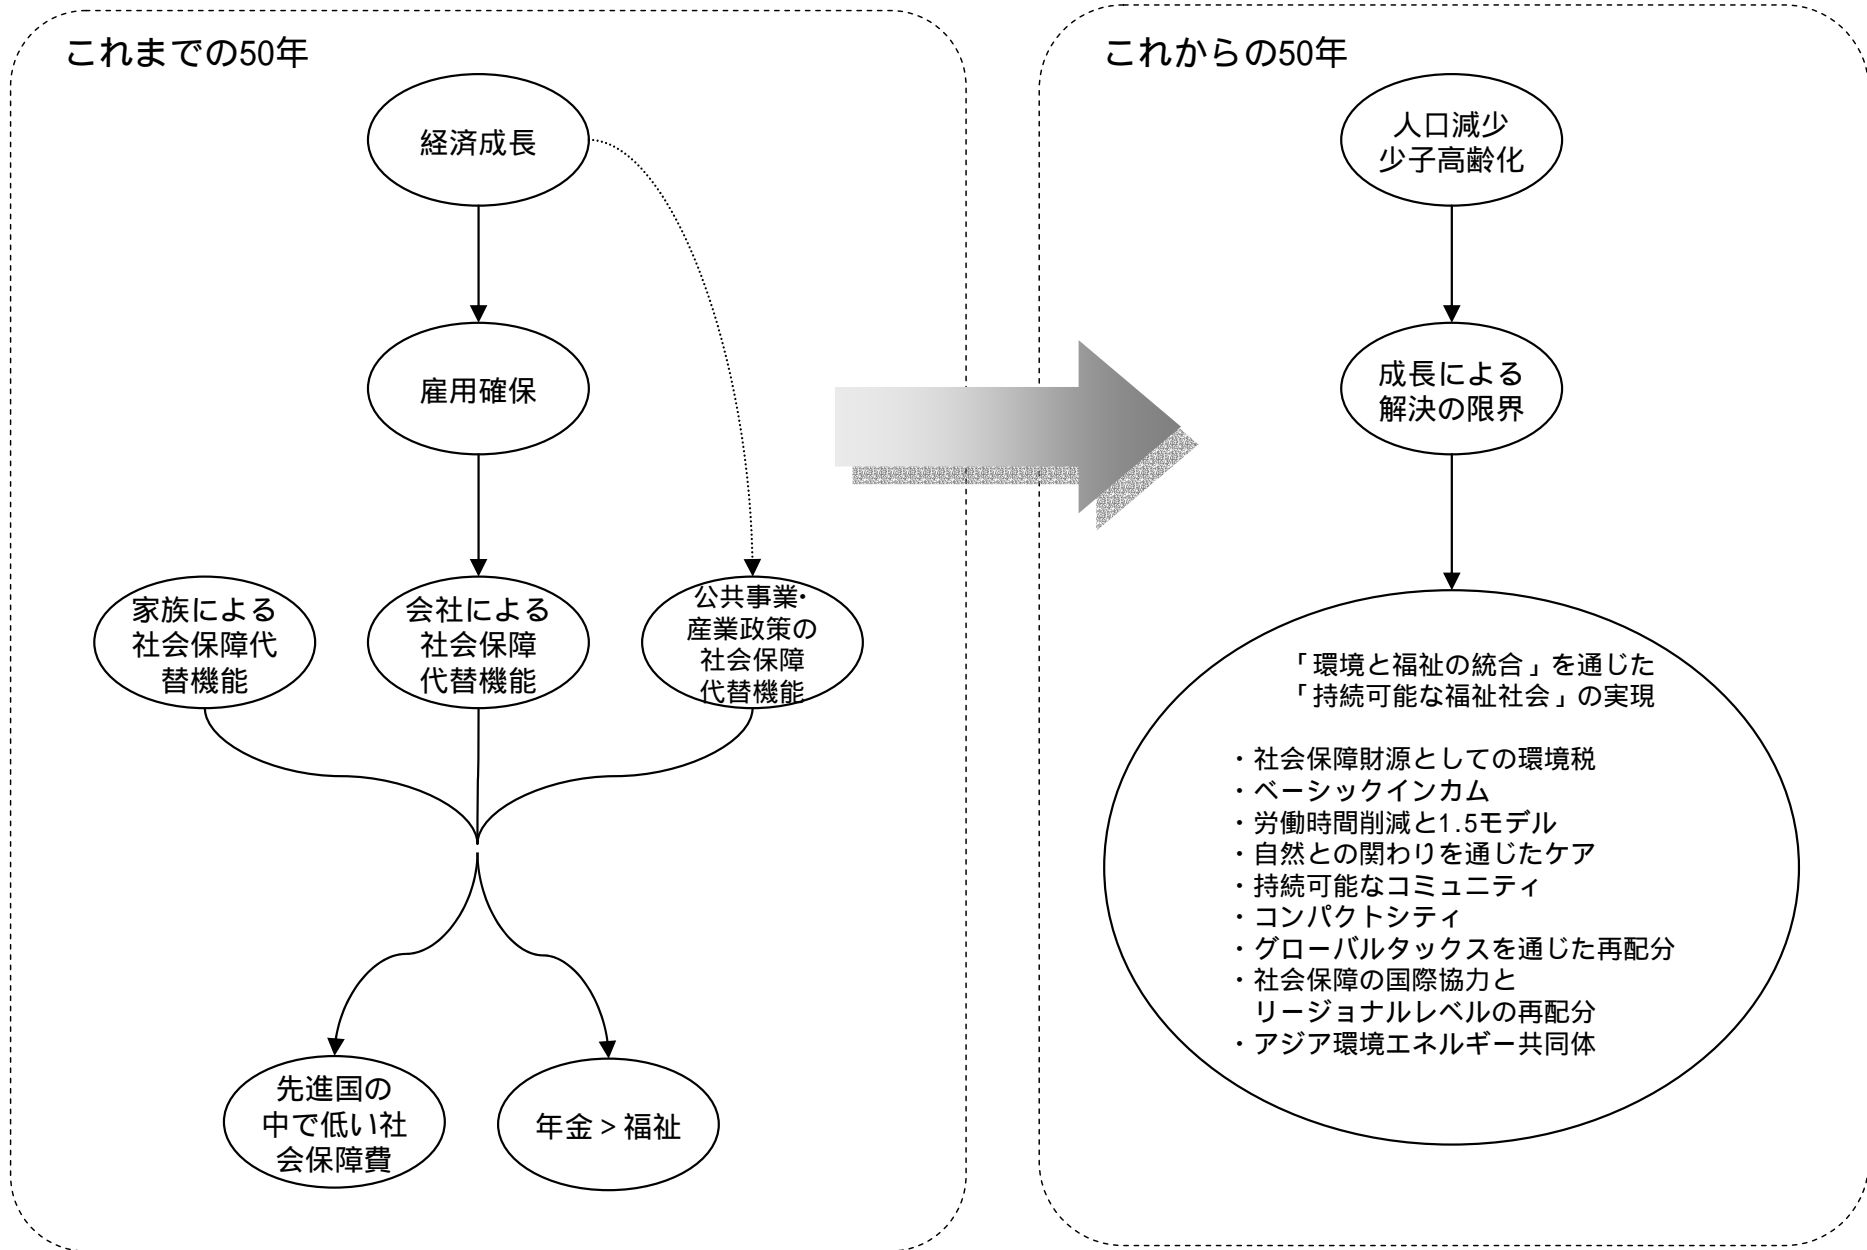 これまでの50年
経済成長
雇用確保
家族による
社会保障代
替機能
会社による
社会保障
代替機能
公共事業・
産業政策の
社会保障
代替機能
先進国の
中で低い社
会保障費
年金＞福祉
これからの50年
人口減少
少子高齢化
成長による
解決の限界
「環境と福祉の統合」を通じた
「持続可能な福祉社会」の実現
・社会保障財源としての環境税
・ベーシックインカム
・労働時間削減と1.5モデル
・自然との関わりを通じたケア
・持続可能なコミュニティ
・コンパクトシティ
・グローバルタックスを通じた再配分
・社会保障の国際協力と
リージョナルレベルの再配分
・アジア環境エネルギー共同体